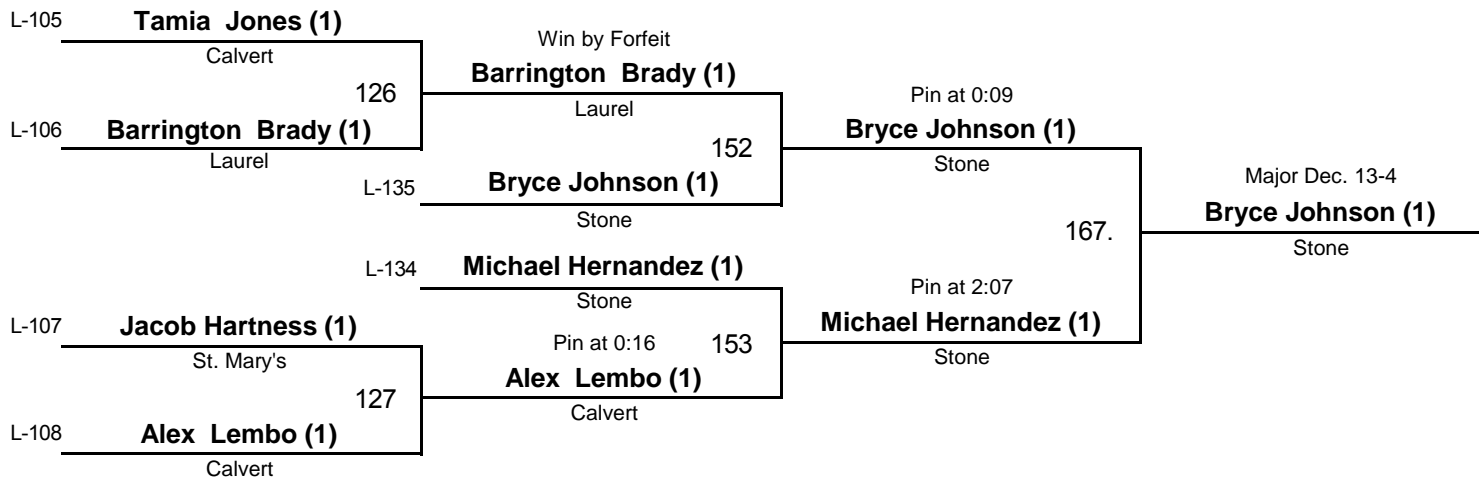 L-105 Tamia Jones (1)
Calvert
126
L-106 Barrington Brady (1)
Laurel
Win by Forfeit
Barrington Brady (1)
Laurel
152
L-135 Bryce Johnson (1)
Stone
Pin at 0:09
Bryce Johnson (1)
Stone
167.
Major Dec. 13-4
Bryce Johnson (1)
Stone
L-134 Michael Hernandez (1)
Stone
L-107 Jacob Hartness (1)
St. Mary's
127
L-108 Alex Lembo (1)
Calvert
Pin at 0:16
153
Alex Lembo (1)
Calvert
Pin at 2:07
Michael Hernandez (1)
Stone